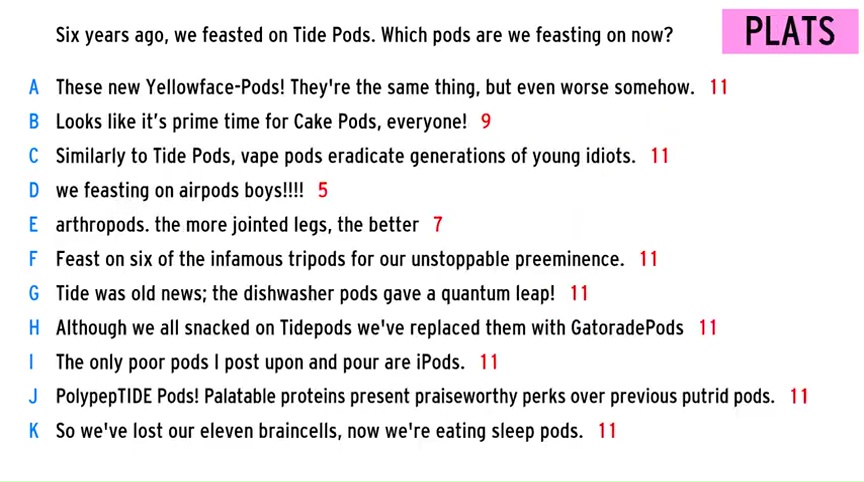 Six years ago, we feasted on Tide Pods. Which pods are we feasting on now?
PLATS
A These new Yellowface-Pods! They're the same thing, but even worse somehow. 11
B Looks like it's prime time for Cake Pods, everyone! 9
C Similarly to Tide Pods, vape pods eradicate generations of young idiots. 11
D we feasting on airpods boys!!!! 5
E arthropods. the more jointed legs, the better 7
F Feast on six of the infamous tripods for our unstoppable preeminence. 11
G Tide was old news; the dishwasher pods gave a quantum leap! 11
H Although we all snacked on Tidepods we've replaced them with GatoradePods 11
I The only poor pods I post upon and pour are iPods. 11
J PolypepTIDE Pods! Palatable proteins present praiseworthy perks over previous putrid pods. 11
K So we've lost our eleven braincells, now we're eating sleep pods. 11